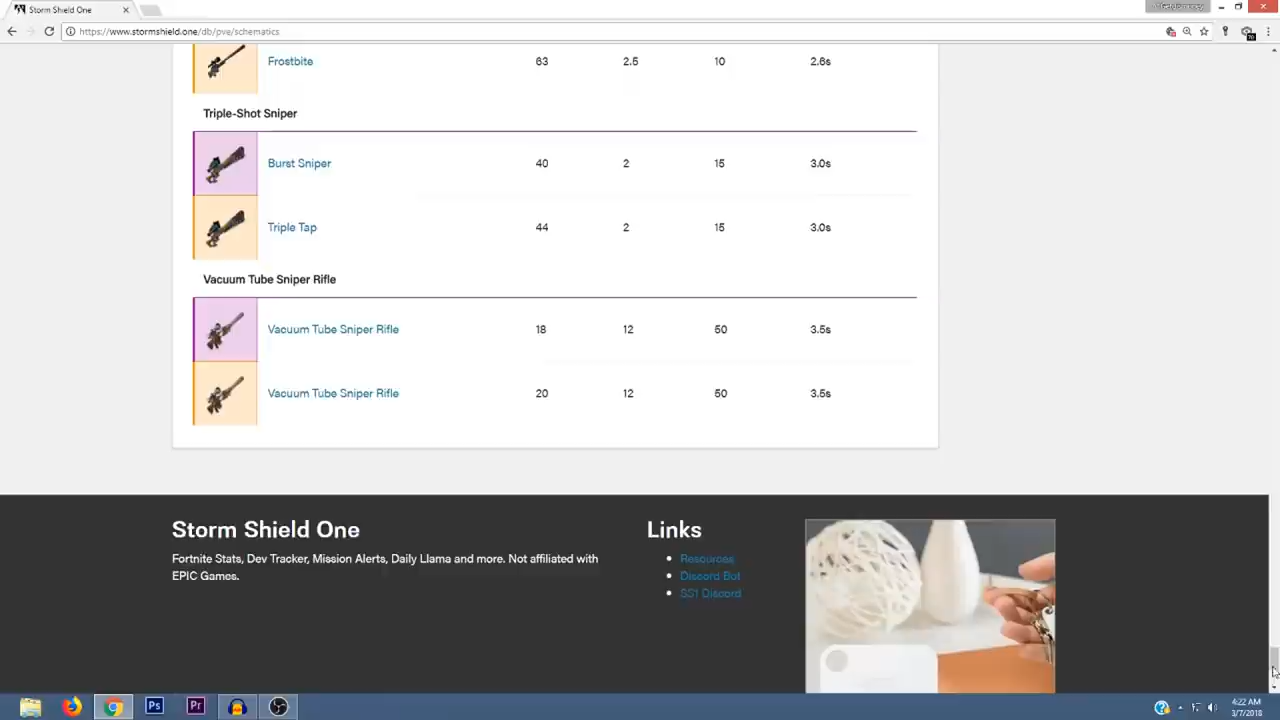 Storm Shield One
https://www.stormshield.one/db/pve/schematics
Frostbite 63 2.5 10 2.6s
Triple-Shot Sniper
Burst Sniper 40 2 15 3.0s
Triple Tap 44 2 15 3.0s
Vacuum Tube Sniper Rifle
Vacuum Tube Sniper Rifle 18 12 50 3.5s
Vacuum Tube Sniper Rifle 20 12 50 3.5s
Storm Shield One
Fortnite Stats, Dev Tracker, Mission Alerts, Daily Llama and more. Not affiliated with
EPIC Games.
Links
Resources
Discord Bot
SS1 Discord
Ps
Pr
4:22 AM
3/7/2018